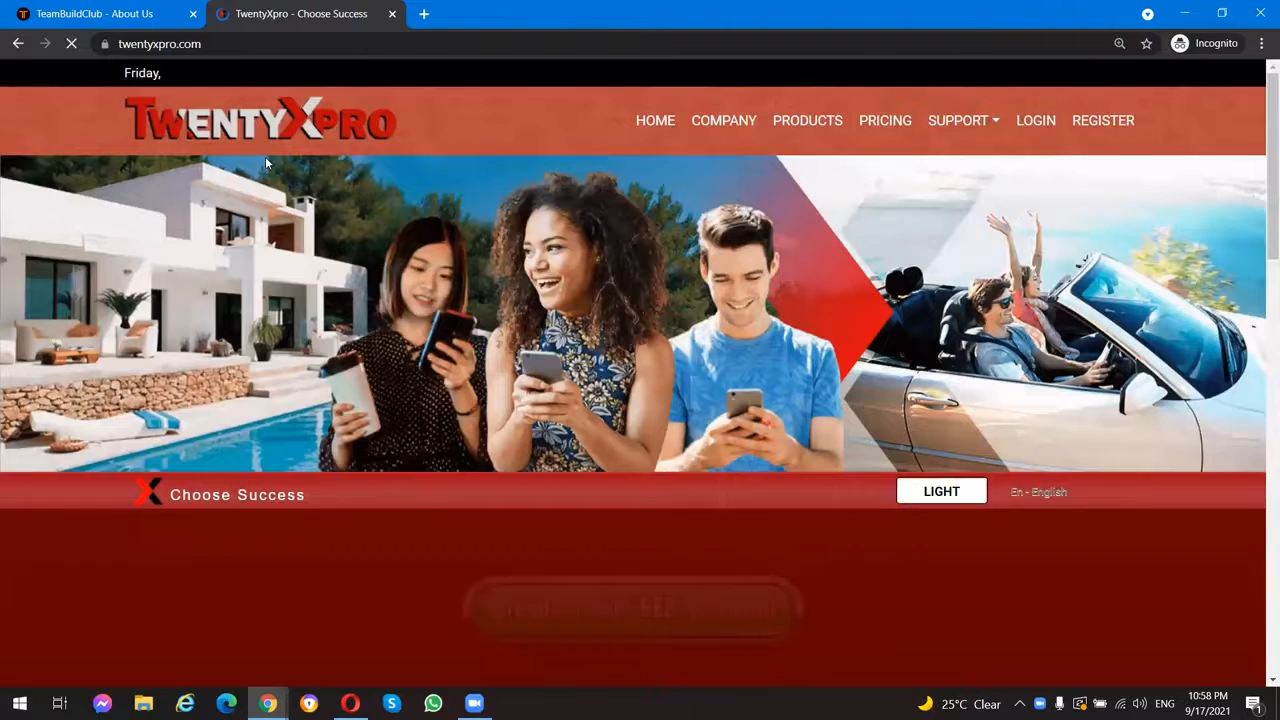 TeamBuildClub - About Us
TwentyXpro - Choose Success
twentyxpro.com
Incognito
Friday,
TWENTYXPRO
HOME
COMPANY
PRODUCTS
PRICING
SUPPORT
LOGIN
REGISTER
Choose Success
LIGHT
En - English
25°C Clear
ENG
10:58 PM
9/17/2021